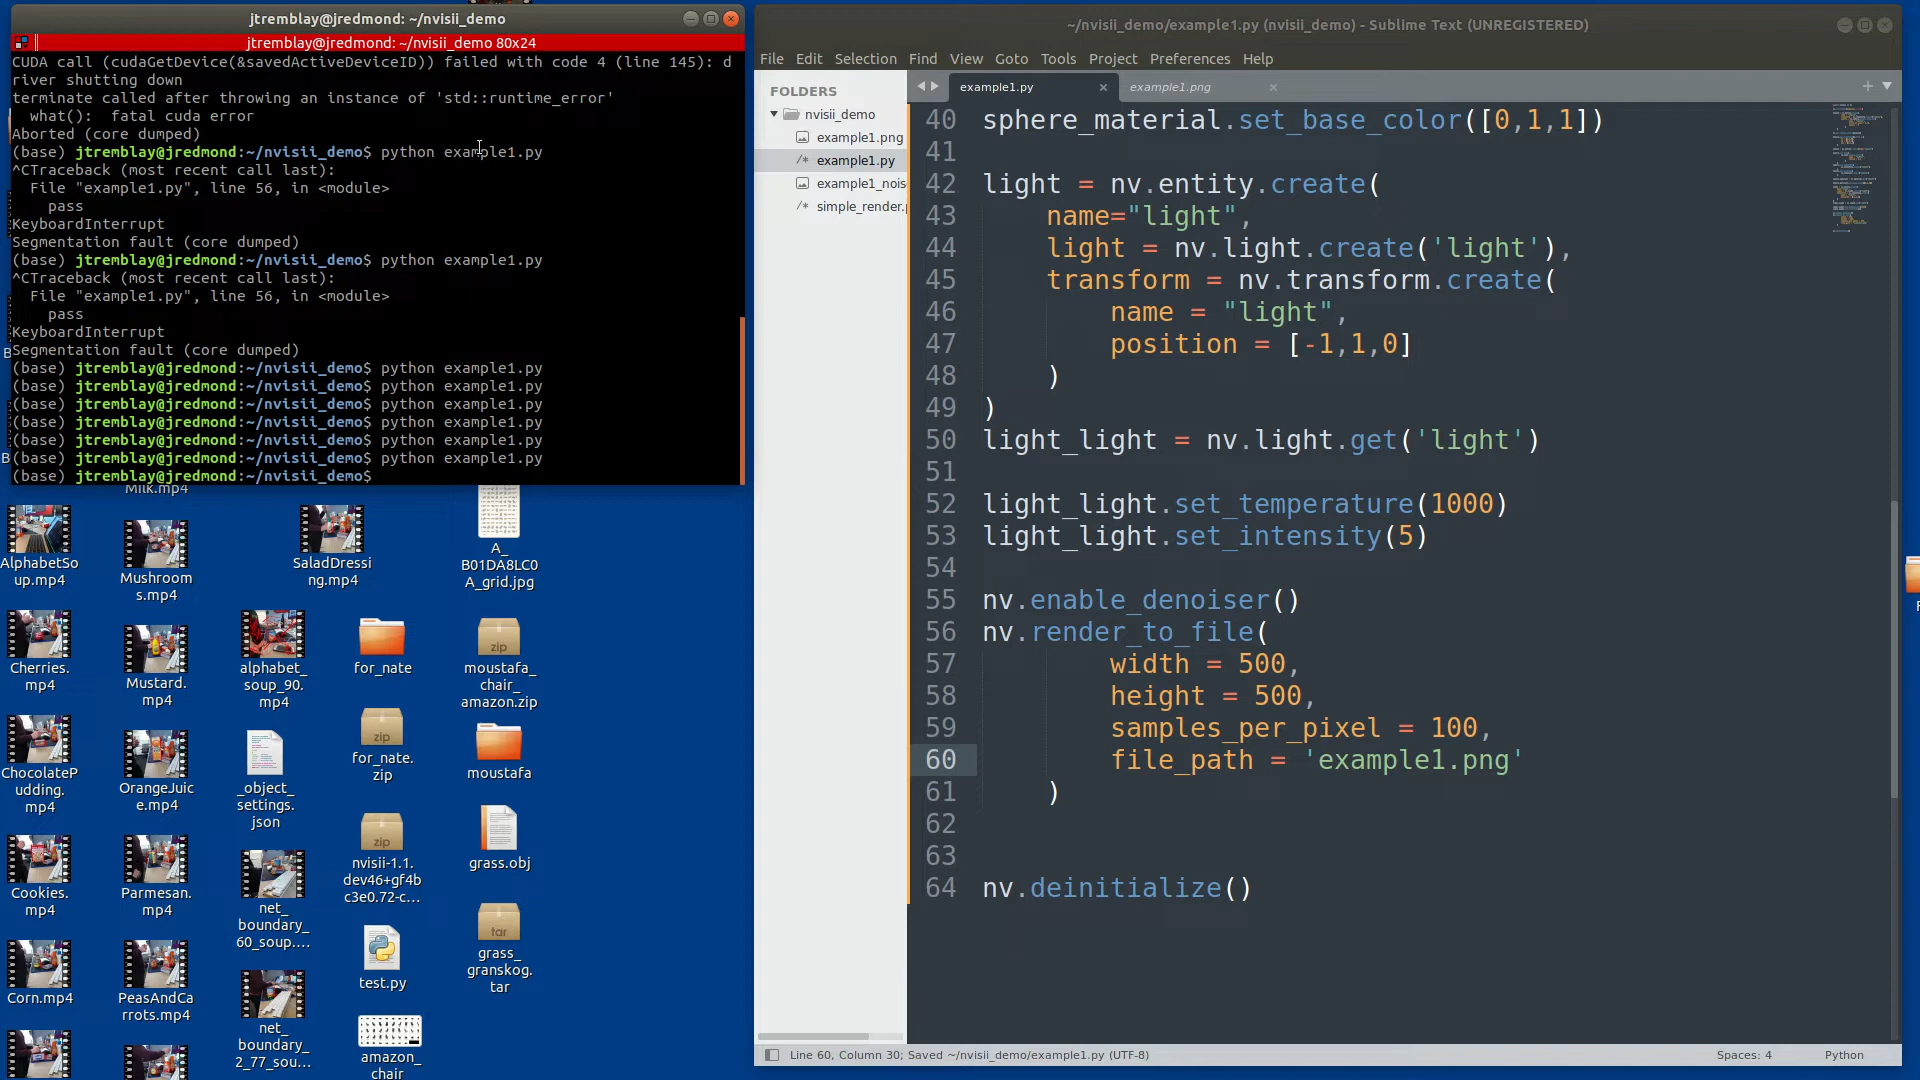 jtremblay@jredmond: ~/nvisii_demo
jtremblay@jredmond: ~/nvisii_demo 80x24
CUDA call (cudaGetDevice(&savedActiveDeviceID)) failed with code 4 (line 145): d
river shutting down
terminate called after throwing an instance of 'std::runtime_error'
  what():  fatal cuda error
Aborted (core dumped)
(base) jtremblay@jredmond:~/nvisii_demo$ python example1.py
^CTraceback (most recent call last):
  File "example1.py", line 56, in <module>
    pass
KeyboardInterrupt
Segmentation fault (core dumped)
(base) jtremblay@jredmond:~/nvisii_demo$ python example1.py
^CTraceback (most recent call last):
  File "example1.py", line 56, in <module>
    pass
KeyboardInterrupt
Segmentation fault (core dumped)
(base) jtremblay@jredmond:~/nvisii_demo$ python example1.py
(base) jtremblay@jredmond:~/nvisii_demo$ python example1.py
(base) jtremblay@jredmond:~/nvisii_demo$ python example1.py
(base) jtremblay@jredmond:~/nvisii_demo$ python example1.py
(base) jtremblay@jredmond:~/nvisii_demo$ python example1.py
(base) jtremblay@jredmond:~/nvisii_demo$ python example1.py
(base) jtremblay@jredmond:~/nvisii_demo$
Milk.mp4
AlphabetSo
up.mp4
Mushroom
s.mp4
SaladDressi
ng.mp4
A_
B01DA8LC0
A_grid.jpg
Cherries.
mp4
Mustard.
mp4
alphabet_
soup_90.
mp4
for_nate
zip
moustafa_
chair_
amazon.zip
ChocolateP
udding.
mp4
OrangeJuic
e.mp4
_object_
settings.
json
zip
for_nate.
zip
moustafa
Cookies.
mp4
Parmesan.
mp4
net_
boundary_
60_soup....
zip
nvisii-1.1.
dev46+gf4b
c3e0.72-c...
grass.obj
Corn.mp4
PeasAndCa
rrots.mp4
net_
boundary_
2_77_sou...
test.py
tar
grass_
granskog.
tar
amazon_
chair
~/nvisii_demo/example1.py (nvisii_demo) - Sublime Text (UNREGISTERED)
File Edit Selection Find View Goto Tools Project Preferences Help
FOLDERS
nvisii_demo
example1.png
/* example1.py
example1_nois
/* simple_render.p
example1.py × example1.png ×
40 sphere_material.set_base_color([0,1,1])
41
42 light = nv.entity.create(
43     name="light",
44     light = nv.light.create('light'),
45     transform = nv.transform.create(
46         name = "light",
47         position = [-1,1,0]
48     )
49 )
50 light_light = nv.light.get('light')
51
52 light_light.set_temperature(1000)
53 light_light.set_intensity(5)
54
55 nv.enable_denoiser()
56 nv.render_to_file(
57         width = 500,
58         height = 500,
59         samples_per_pixel = 100,
60         file_path = 'example1.png'
61     )
62
63
64 nv.deinitialize()
Line 60, Column 30; Saved ~/nvisii_demo/example1.py (UTF-8)
Spaces: 4
Python